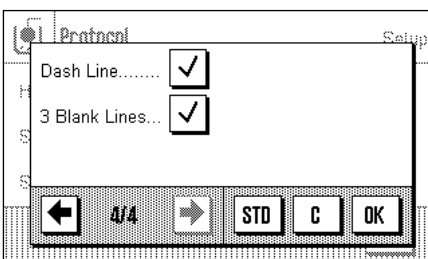 Protocol
Setup
H
S
S
Dash Line........
3 Blank Lines...
4/4
STD
C
OK